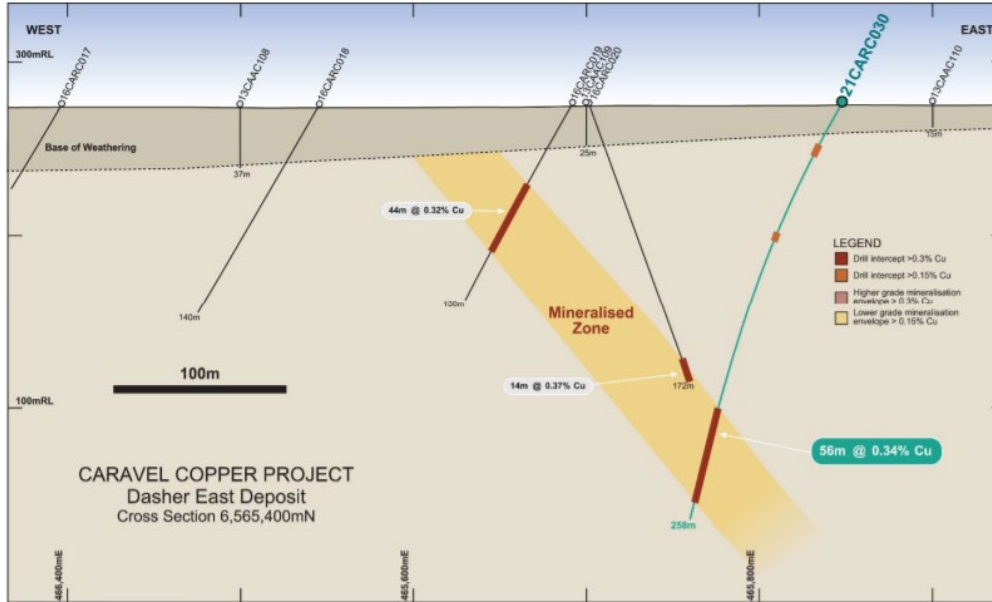 WEST
EAST
300mRL
16CARC017
13CAAC108
16CARC018
16CARC019
13CAAC109
16CARC020
21CARC030
13CAAC110
Base of Weathering
37m
25m
15m
44m @ 0.32% Cu
130m
140m
Mineralised
Zone
LEGEND
Drill intercept >0.3% Cu
Drill intercept >0.15% Cu
Higher grade mineralisation
envelope > 0.3% Cu
Lower grade mineralisation
envelope > 0.15% Cu
100m
14m @ 0.37% Cu
172m
100mRL
56m @ 0.34% Cu
258m
CARAVEL COPPER PROJECT
Dasher East Deposit
Cross Section 6,565,400mN
466,400mE
465,600mE
465,800mE